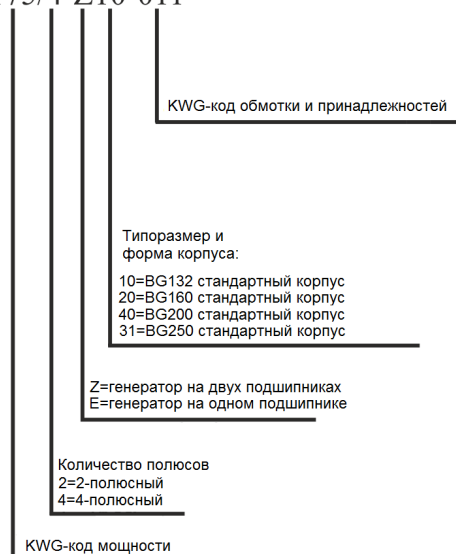 KWG-код обмотки и принадлежностей
Типоразмер и
форма корпуса:
10=BG132 стандартный корпус
20=BG160 стандартный корпус
40=BG200 стандартный корпус
31=BG250 стандартный корпус
Z=генератор на двух подшипниках
E=генератор на одном подшипнике
Количество полюсов
2=2-полюсный
4=4-полюсный
KWG-код мощности